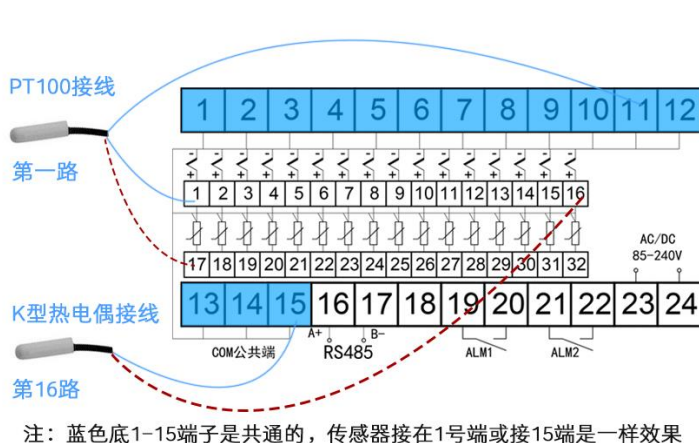 PT100接线
1 2 3 4 5 6 7 8 9 10 11 12
第一路
- - - - - - - - - - - - - - - -
+ + + + + + + + + + + + + + + +
1 2 3 4 5 6 7 8 9 10 11 12 13 14 15 16
17 18 19 20 21 22 23 24 25 26 27 28 29 30 31 32
AC/DC
85-240V
K型热电偶接线
13 14 15 16 17 18 19 20 21 22 23 24
COM公共端
A+ B-
RS485
ALM1
ALM2
第16路
注：蓝色底1-15端子是共通的，传感器接在1号端或接15端是一样效果